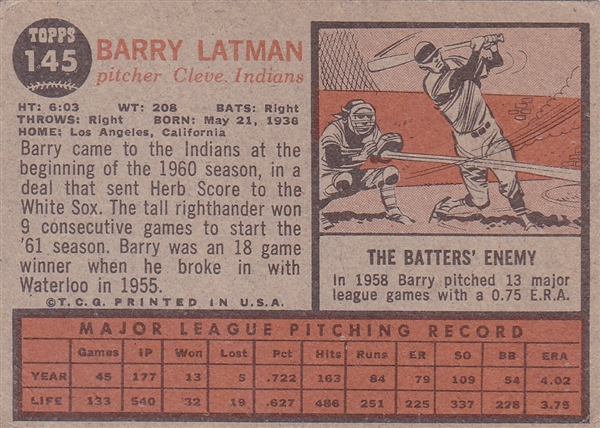 TOPPS
145
BARRY LATMAN
pitcher Cleve. Indians
HT: 6:03 WT: 208 BATS: Right
THROWS: Right BORN: May 21, 1936
HOME: Los Angeles, California
Barry came to the Indians at the
beginning of the 1960 season, in a
deal that sent Herb Score to the
White Sox. The tall righthander won
9 consecutive games to start the
'61 season. Barry was an 18 game
winner when he broke in with
Waterloo in 1955.
©T.C.G. PRINTED IN U.S.A.
THE BATTERS' ENEMY
In 1958 Barry pitched 13 major
league games with a 0.75 E.R.A.
MAJOR LEAGUE PITCHING RECORD
Games IP Won Lost Pct Hits Runs ER SO BB ERA
YEAR 45 177 13 5 .722 163 84 79 109 54 4.02
LIFE 133 540 32 19 .627 486 251 225 337 228 3.75